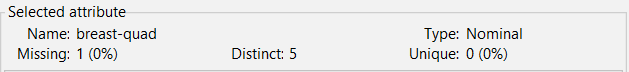 Selected attribute
Name: breast-quad Type: Nominal
Missing: 1 (0%) Distinct: 5 Unique: 0 (0%)